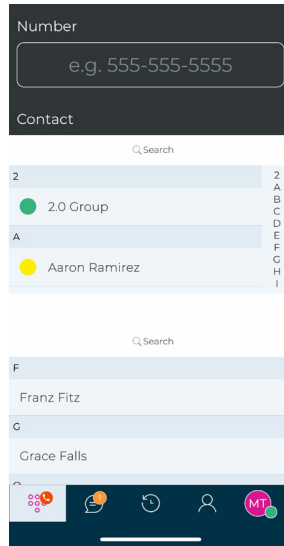 Number
e.g. 555-555-5555
Contact
Search
2
2.0 Group
A
Aaron Ramirez
2
A
B
C
D
E
F
G
H
I
Search
F
Franz Fitz
G
Grace Falls
1
MT